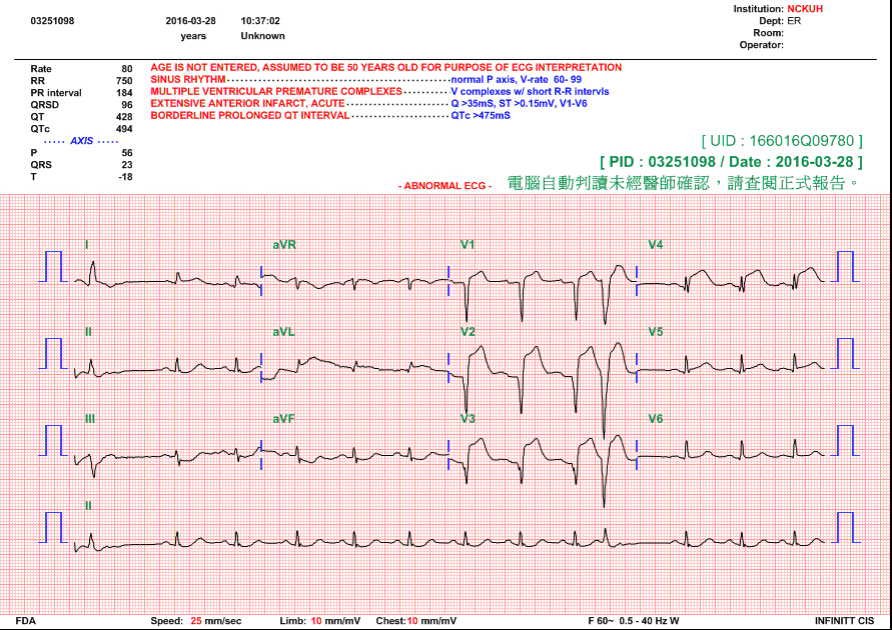 Institution: NCKUH
03251098 2016-03-28 10:37:02 Dept: ER
years Unknown Room:
Operator:
Rate 80 AGE IS NOT ENTERED, ASSUMED TO BE 50 YEARS OLD FOR PURPOSE OF ECG INTERPRETATION
RR 750 SINUS RHYTHM - - - - - normal P axis, V-rate 60- 99
PR interval 184 MULTIPLE VENTRICULAR PREMATURE COMPLEXES - - - - - V complexes w/ short R-R intervls
QRSD 96 EXTENSIVE ANTERIOR INFARCT, ACUTE - - - - - Q >35mS, ST >0.15mV, V1-V6
QT 428 BORDERLINE PROLONGED QT INTERVAL - - - - - QTc >475mS
QTc 494
····· AXIS ·····
P 56
QRS 23
T -18
[ UID : 166016Q09780 ]
[ PID : 03251098 / Date : 2016-03-28 ]
- ABNORMAL ECG - 電腦自動判讀未經醫師確認，請查閱正式報告。
I aVR V1 V4
II aVL V2 V5
III aVF V3 V6
II
FDA Speed: 25 mm/sec Limb: 10 mm/mV Chest: 10 mm/mV F 60~ 0.5 - 40 Hz W INFINITT CIS